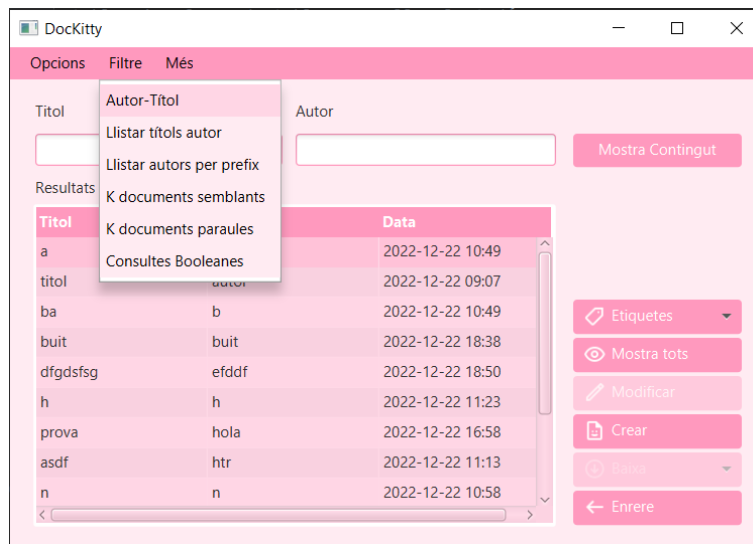 DocKitty
Opcions Filtre Més
Autor-Títol
Llistar títols autor
Llistar autors per prefix
K documents semblants
K documents paraules
Consultes Booleanes
Titol Autor
Mostra Contingut
Resultats
Titol Data
a 2022-12-22 10:49
titol autor 2022-12-22 09:07
ba b 2022-12-22 10:49
buit buit 2022-12-22 18:38
dfgdsfsg efddf 2022-12-22 18:50
h h 2022-12-22 11:23
prova hola 2022-12-22 16:58
asdf htr 2022-12-22 11:13
n n 2022-12-22 10:58
Etiquetes
Mostra tots
Modificar
Crear
Baixa
Enrere